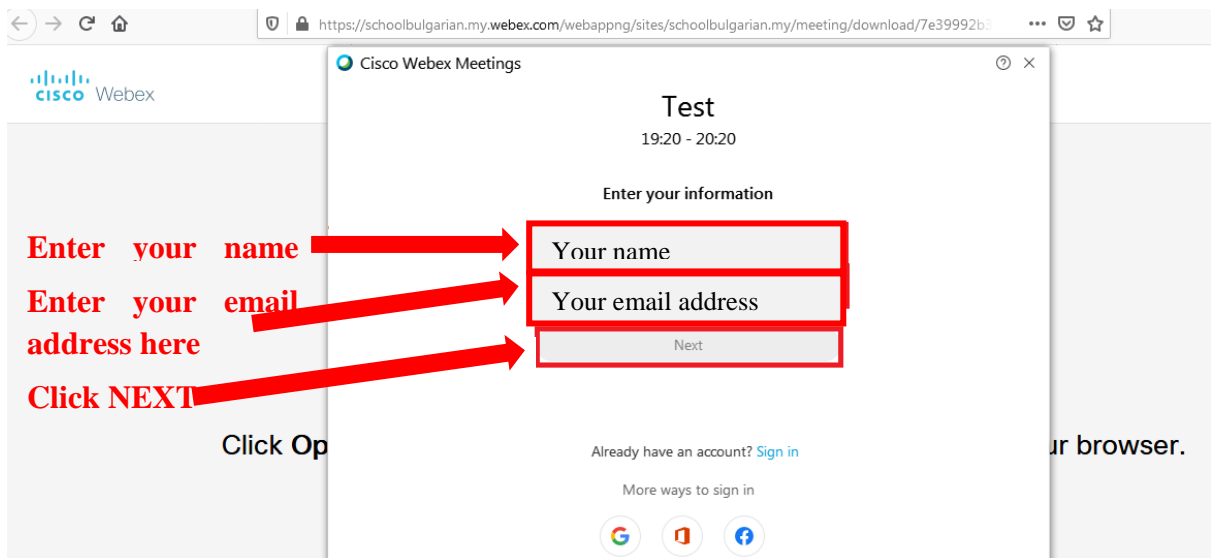 https://schoolbulgarian.my.webex.com/webappng/sites/schoolbulgarian.my/meeting/download/7e39992b3
Cisco Webex Meetings
cisco Webex
Test
19:20 - 20:20
Enter your information
Enter your name
Your name
Enter your email
address here
Your email address
Next
Click NEXT
Click Op
ur browser.
Already have an account? Sign in
More ways to sign in